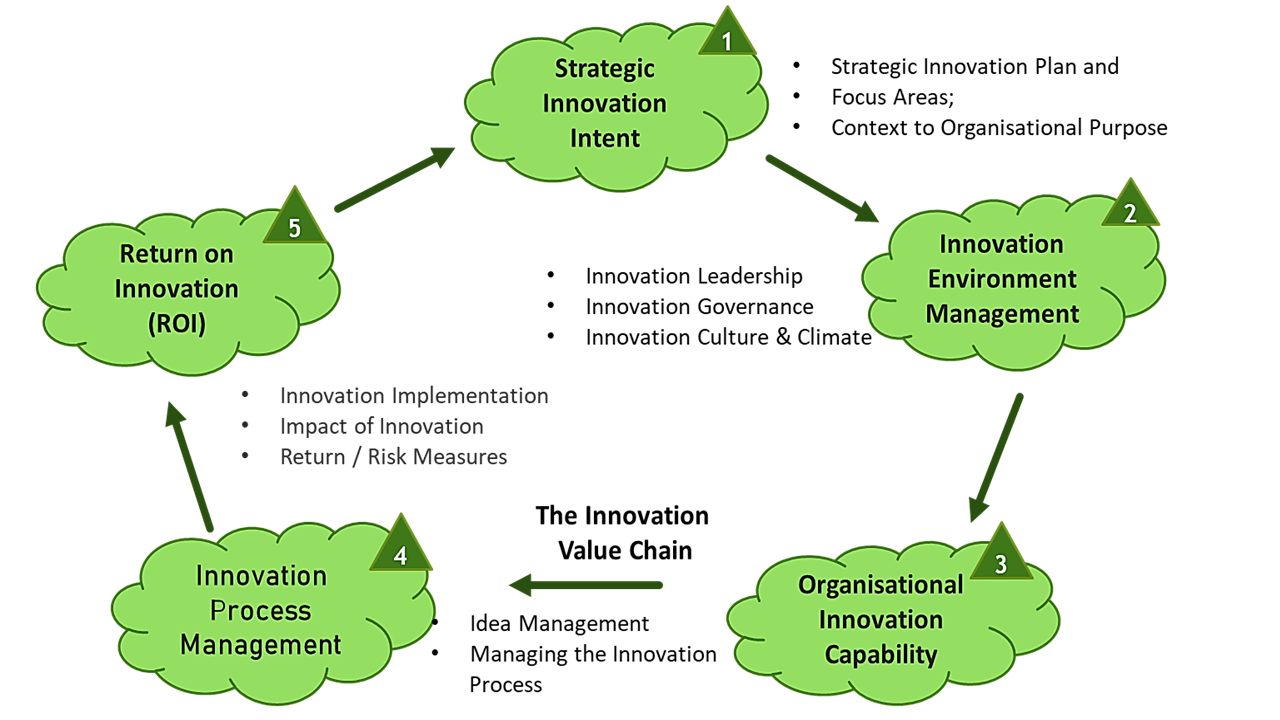 1
Strategic
Innovation
Intent
• Strategic Innovation Plan and
• Focus Areas;
• Context to Organisational Purpose
2
Innovation
Environment
Management
• Innovation Leadership
• Innovation Governance
• Innovation Culture & Climate
3
Organisational
Innovation
Capability
The Innovation
Value Chain
4
Innovation
Process
Management
• Idea Management
• Managing the Innovation
Process
5
Return on
Innovation
(ROI)
• Innovation Implementation
• Impact of Innovation
• Return / Risk Measures